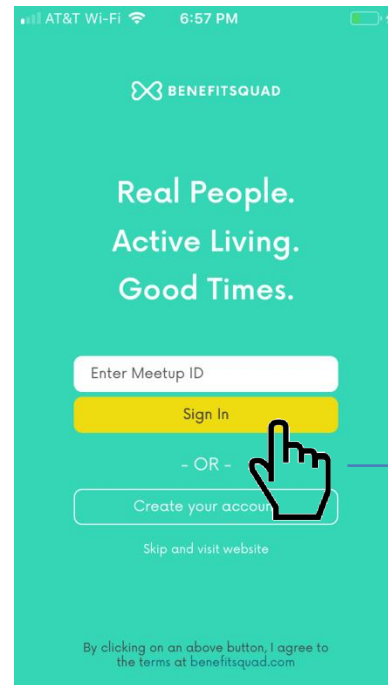 AT&T Wi-Fi 6:57 PM
BENEFITSQUAD
Real People.
Active Living.
Good Times.
Enter Meetup ID
Sign In
- OR -
Create your accoun
Skip and visit website
By clicking on an above button, I agree to
the terms at benefitsquad.com